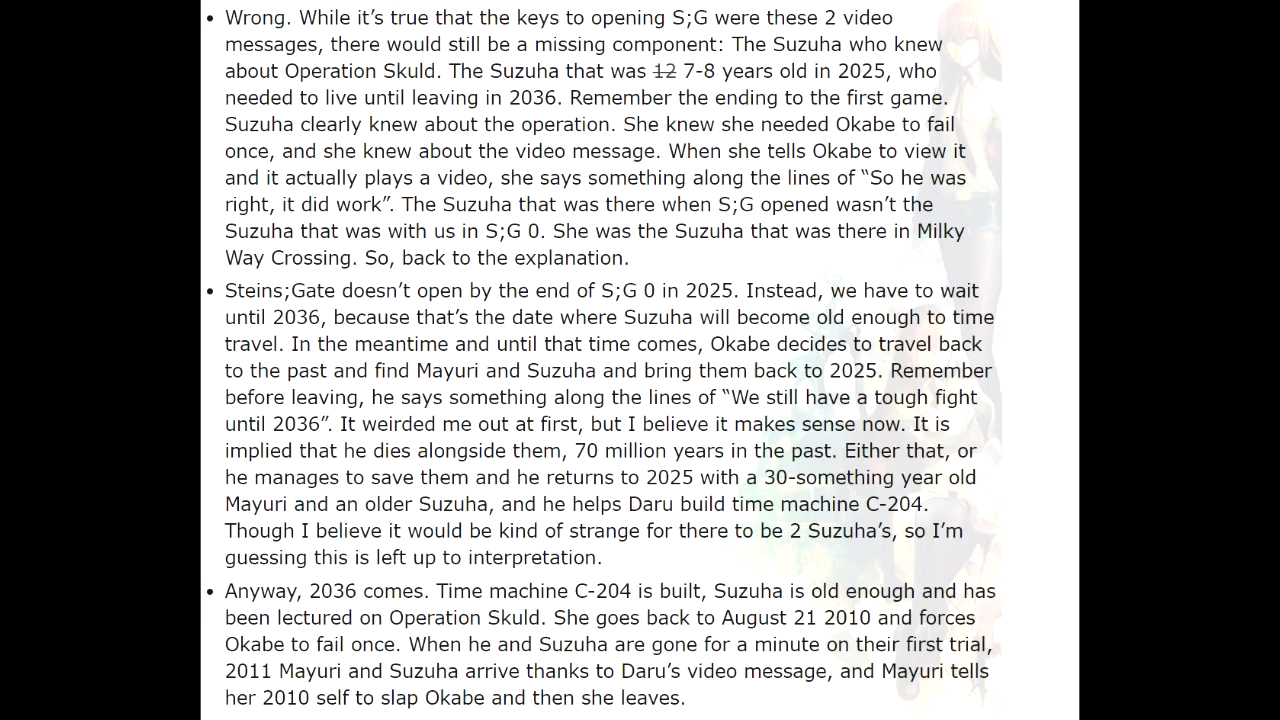 • Wrong. While it’s true that the keys to opening S;G were these 2 video
messages, there would still be a missing component: The Suzuha who knew
about Operation Skuld. The Suzuha that was 12 7-8 years old in 2025, who
needed to live until leaving in 2036. Remember the ending to the first game.
Suzuha clearly knew about the operation. She knew she needed Okabe to fail
once, and she knew about the video message. When she tells Okabe to view it
and it actually plays a video, she says something along the lines of “So he was
right, it did work”. The Suzuha that was there when S;G opened wasn’t the
Suzuha that was with us in S;G 0. She was the Suzuha that was there in Milky
Way Crossing. So, back to the explanation.
• Steins;Gate doesn’t open by the end of S;G 0 in 2025. Instead, we have to wait
until 2036, because that’s the date where Suzuha will become old enough to time
travel. In the meantime and until that time comes, Okabe decides to travel back
to the past and find Mayuri and Suzuha and bring them back to 2025. Remember
before leaving, he says something along the lines of “We still have a tough fight
until 2036”. It weirded me out at first, but I believe it makes sense now. It is
implied that he dies alongside them, 70 million years in the past. Either that, or
he manages to save them and he returns to 2025 with a 30-something year old
Mayuri and an older Suzuha, and he helps Daru build time machine C-204.
Though I believe it would be kind of strange for there to be 2 Suzuha’s, so I’m
guessing this is left up to interpretation.
• Anyway, 2036 comes. Time machine C-204 is built, Suzuha is old enough and has
been lectured on Operation Skuld. She goes back to August 21 2010 and forces
Okabe to fail once. When he and Suzuha are gone for a minute on their first trial,
2011 Mayuri and Suzuha arrive thanks to Daru’s video message, and Mayuri tells
her 2010 self to slap Okabe and then she leaves.